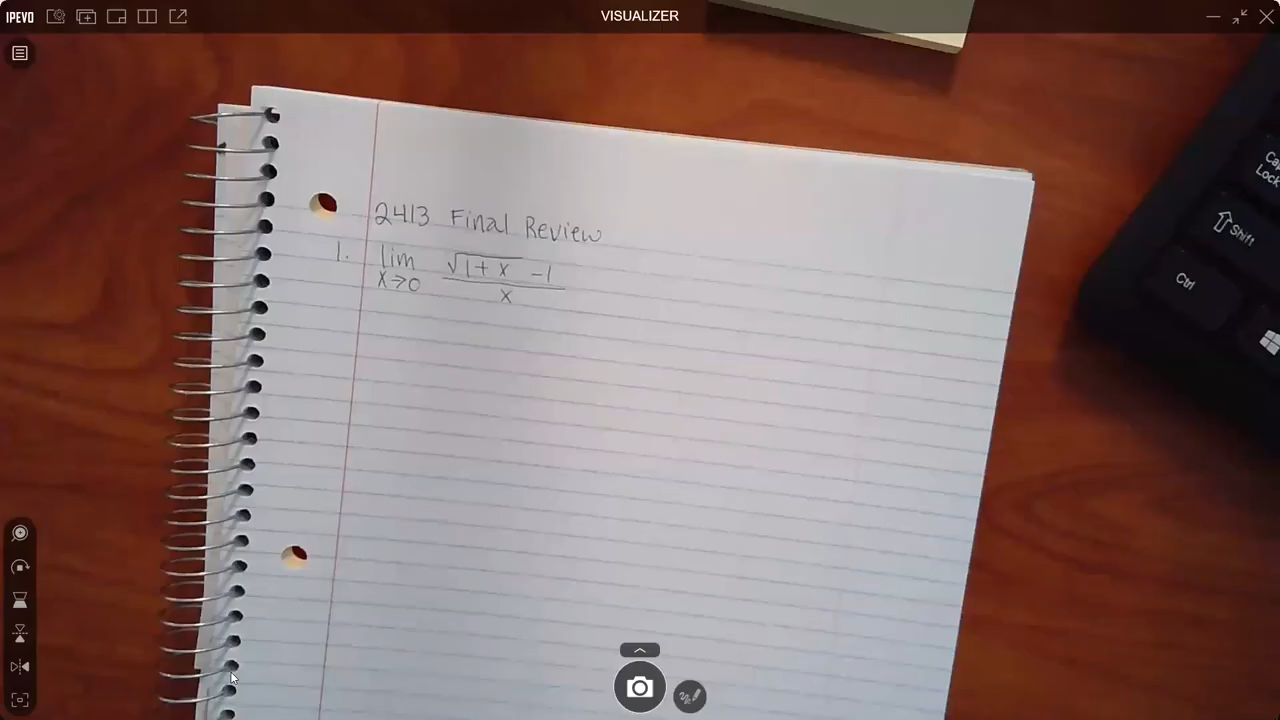 IPEVO
VISUALIZER
2413 Final Review
1. lim x→0 (√(1+x) -1)/x
Shift
Ctrl